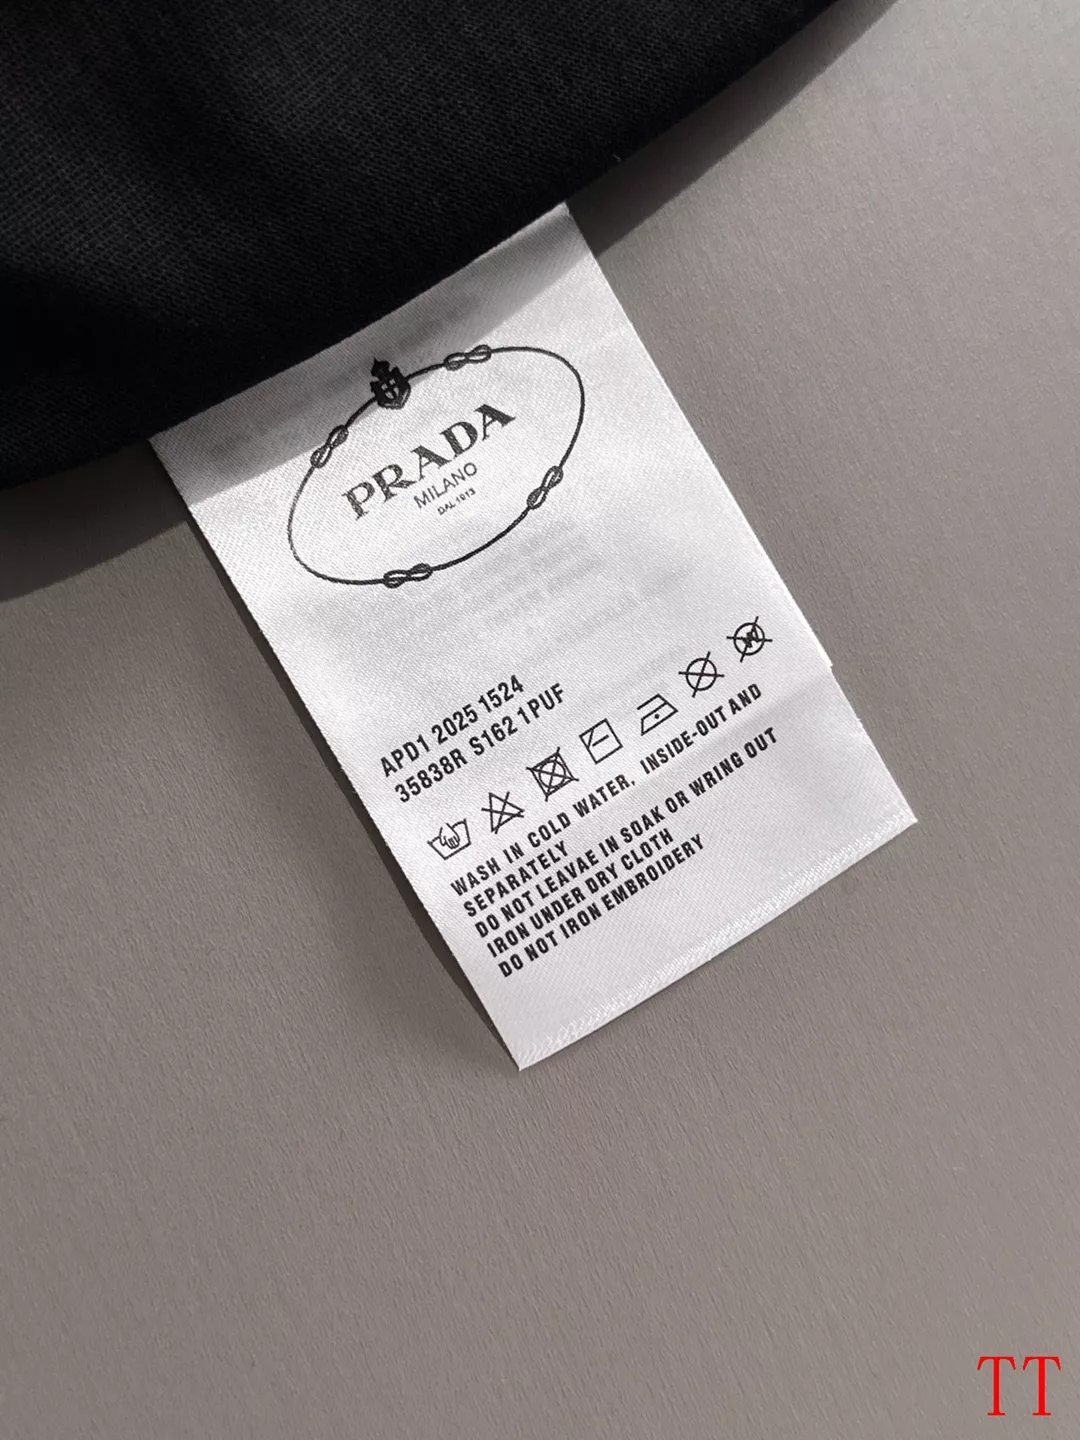 PRADA
MILANO
DAL 1913
APD1 2025 1524
35838R S162 1PUF
WASH IN COLD WATER, INSIDE-OUT AND
SEPARATELY
DO NOT LEAVAE IN SOAK OR WRING OUT
IRON UNDER DRY CLOTH
DO NOT IRON EMBROIDERY
TT